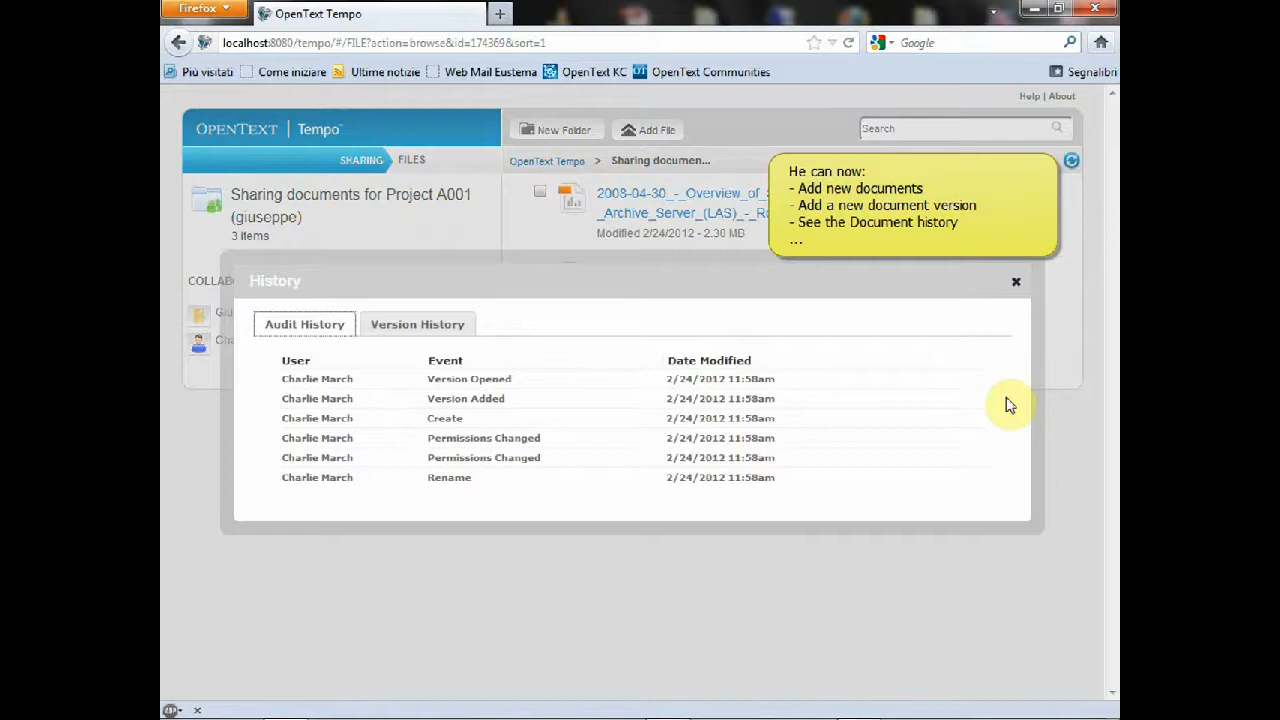 Firefox
OpenText Tempo
localhost:8080/tempo/#/FILE?action=browse&id=174369&sort=1
Google
Più visitati
Come iniziare
Ultime notizie
Web Mail Eustema
OpenText KC
OpenText Communities
Segnalibri
Help | About
OPENTEXT | Tempo™
New Folder
Add File
Search
SHARING
FILES
OpenText Tempo > Sharing documen...
Sharing documents for Project A001
(giuseppe)
3 items
2008-04-30_-_Overview_of_
_Archive_Server_(LAS)_-_Ro
Modified 2/24/2012 - 2.30 MB
He can now:
- Add new documents
- Add a new document version
- See the Document history
...
COLLAB
Giu
Cha
History
Audit History
Version History
User Event Date Modified
Charlie March Version Opened 2/24/2012 11:58am
Charlie March Version Added 2/24/2012 11:58am
Charlie March Create 2/24/2012 11:58am
Charlie March Permissions Changed 2/24/2012 11:58am
Charlie March Permissions Changed 2/24/2012 11:58am
Charlie March Rename 2/24/2012 11:58am